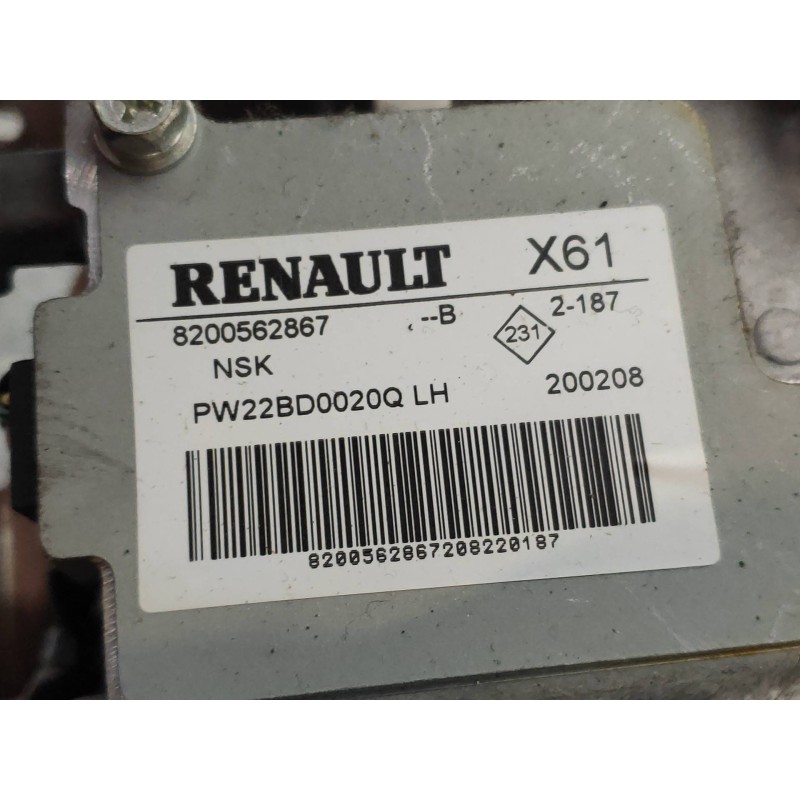 RENAULT X61
8200562867 --B 231 2-187
NSK
PW22BD0020Q LH 200208
8200562867208220187